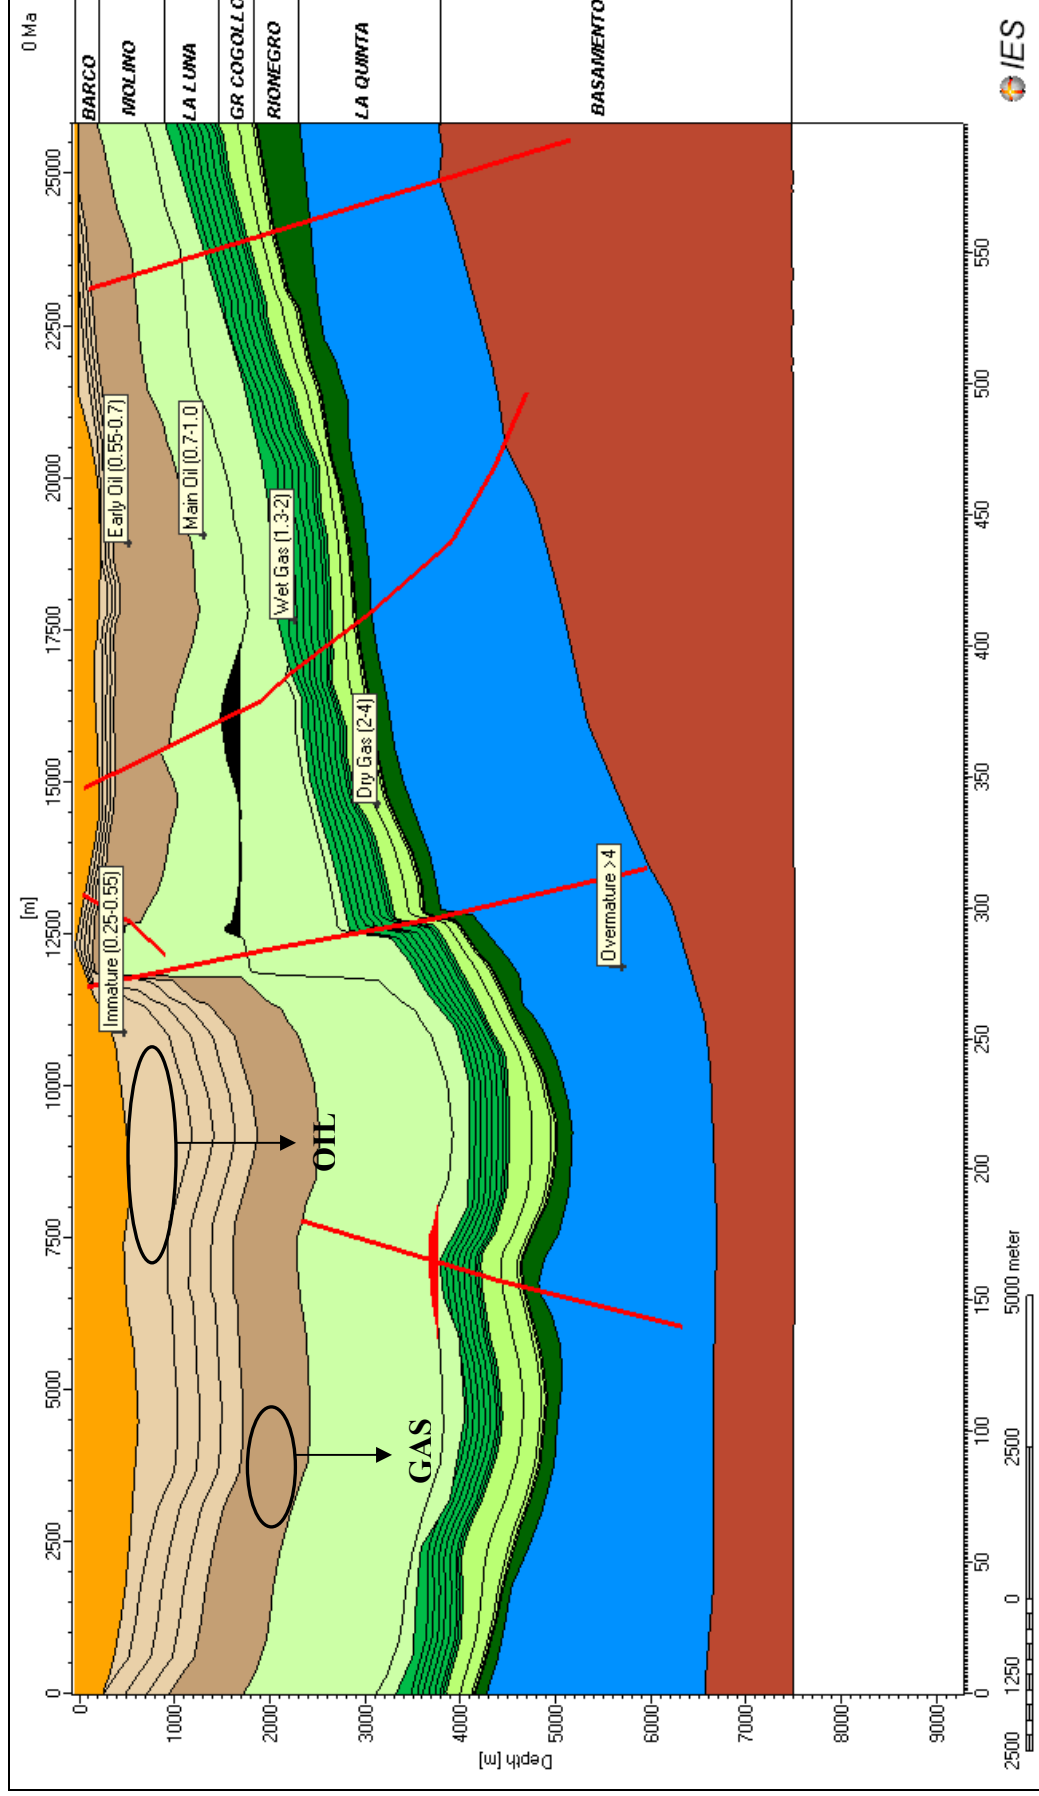 [m]
0
2500
5000
7500
10000
12500
15000
17500
20000
22500
25000
0 Ma
BARCO
MOLINO
LA LUNA
GR COGOLLO
RIONEGRO
LA QUINTA
BASAMENTO
Depth [m]
0
1000
2000
3000
4000
5000
6000
7000
8000
9000
Immature (0.25-0.55)
Early Oil (0.55-0.7)
Main Oil (0.7-1.0
Wet Gas (1.3-2)
Dry Gas (2-4)
Overmature >4
OIL
GAS
0
50
100
150
200
250
300
350
400
450
500
550
2500
1250
0
2500
5000 meter
IES